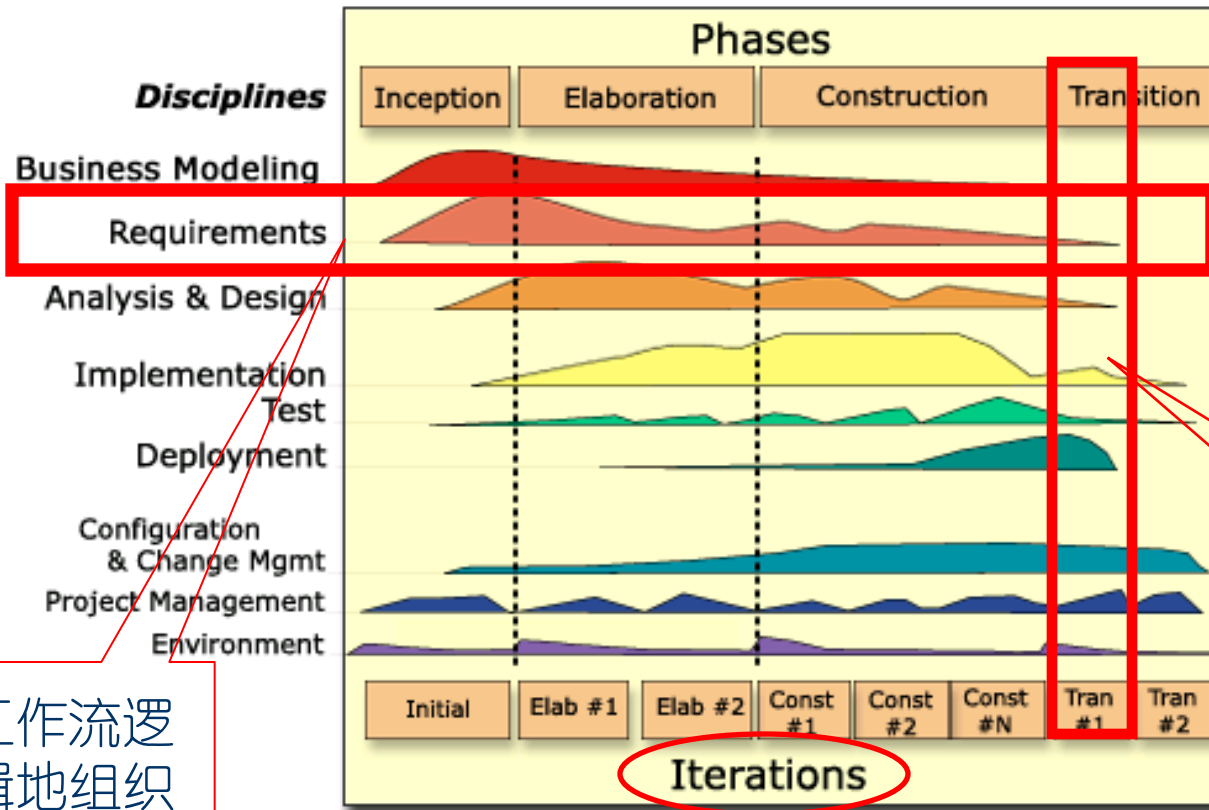 Phases
Disciplines
Inception
Elaboration
Construction
Transition
Business Modeling
Requirements
Analysis & Design
Implementation
Test
Deployment
Configuration
& Change Mgmt
Project Management
Environment
Initial
Elab #1
Elab #2
Const
#1
Const
#2
Const
#N
Tran
#1
Tran
#2
工作流逻
辑地组织
Iterations